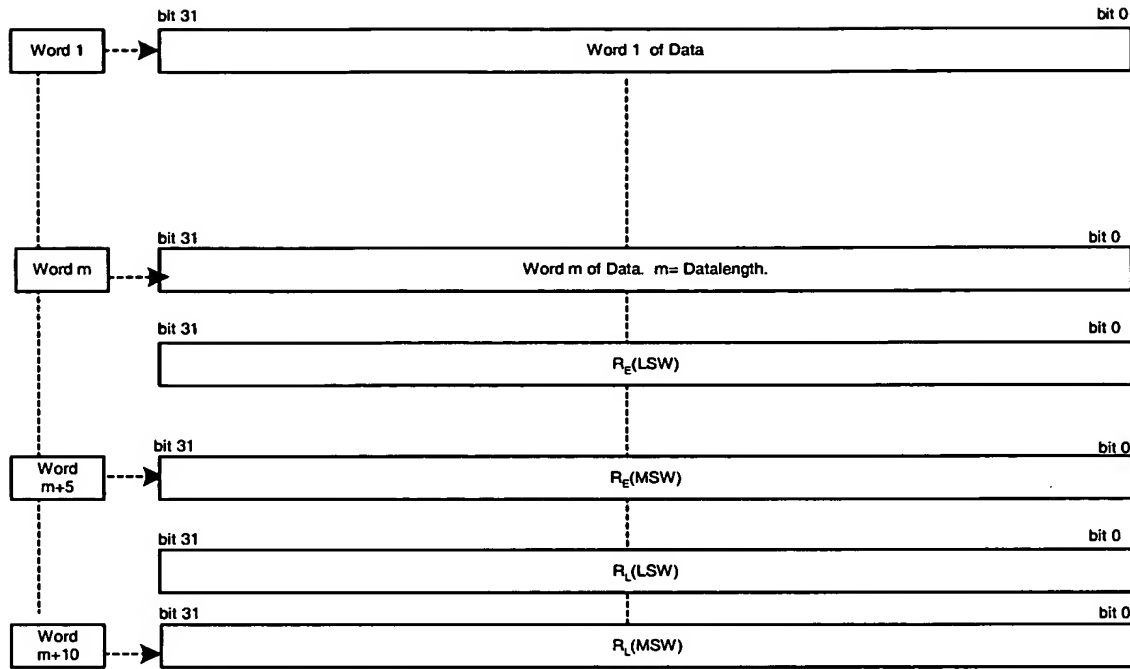 bit 31 bit 0
Word 1 Word 1 of Data
bit 31 bit 0
Word m Word m of Data. m= Datalength.
bit 31 bit 0
R_E(LSW)
bit 31 bit 0
Word
m+5
R_E(MSW)
bit 31 bit 0
R_L(LSW)
bit 31 bit 0
Word
m+10
R_L(MSW)